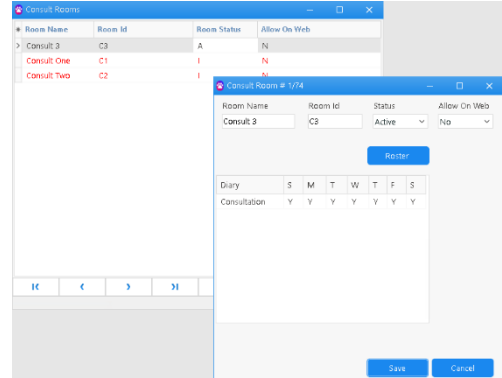 Consult Rooms
Room Name Room Id Room Status Allow On Web
Consult 3 C3 A N
Consult One C1 I N
Consult Two C2 I N
Consult Room # 1/74
Room Name Room Id Status Allow On Web
Consult 3 C3 Active No
Roster
Diary S M T W T F S
Consultation Y Y Y Y Y Y Y
Save Cancel